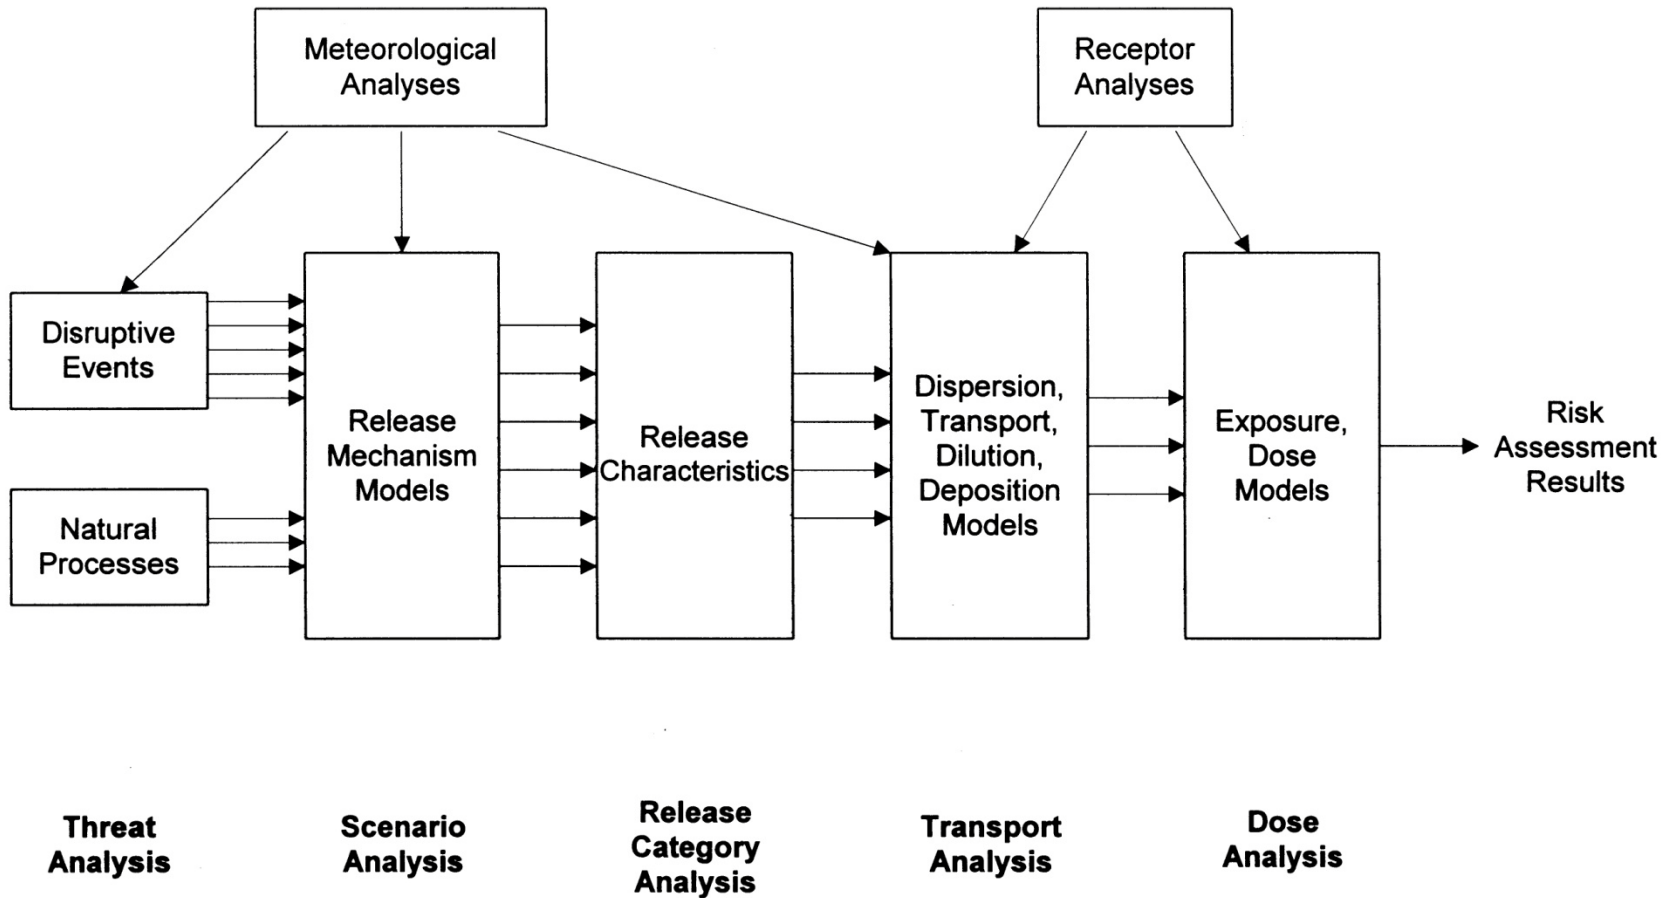 Meteorological
Analyses
Receptor
Analyses
Disruptive
Events
Natural
Processes
Release
Mechanism
Models
Release
Characteristics
Dispersion,
Transport,
Dilution,
Deposition
Models
Exposure,
Dose
Models
Risk
Assessment
Results
Threat
Analysis
Scenario
Analysis
Release
Category
Analysis
Transport
Analysis
Dose
Analysis